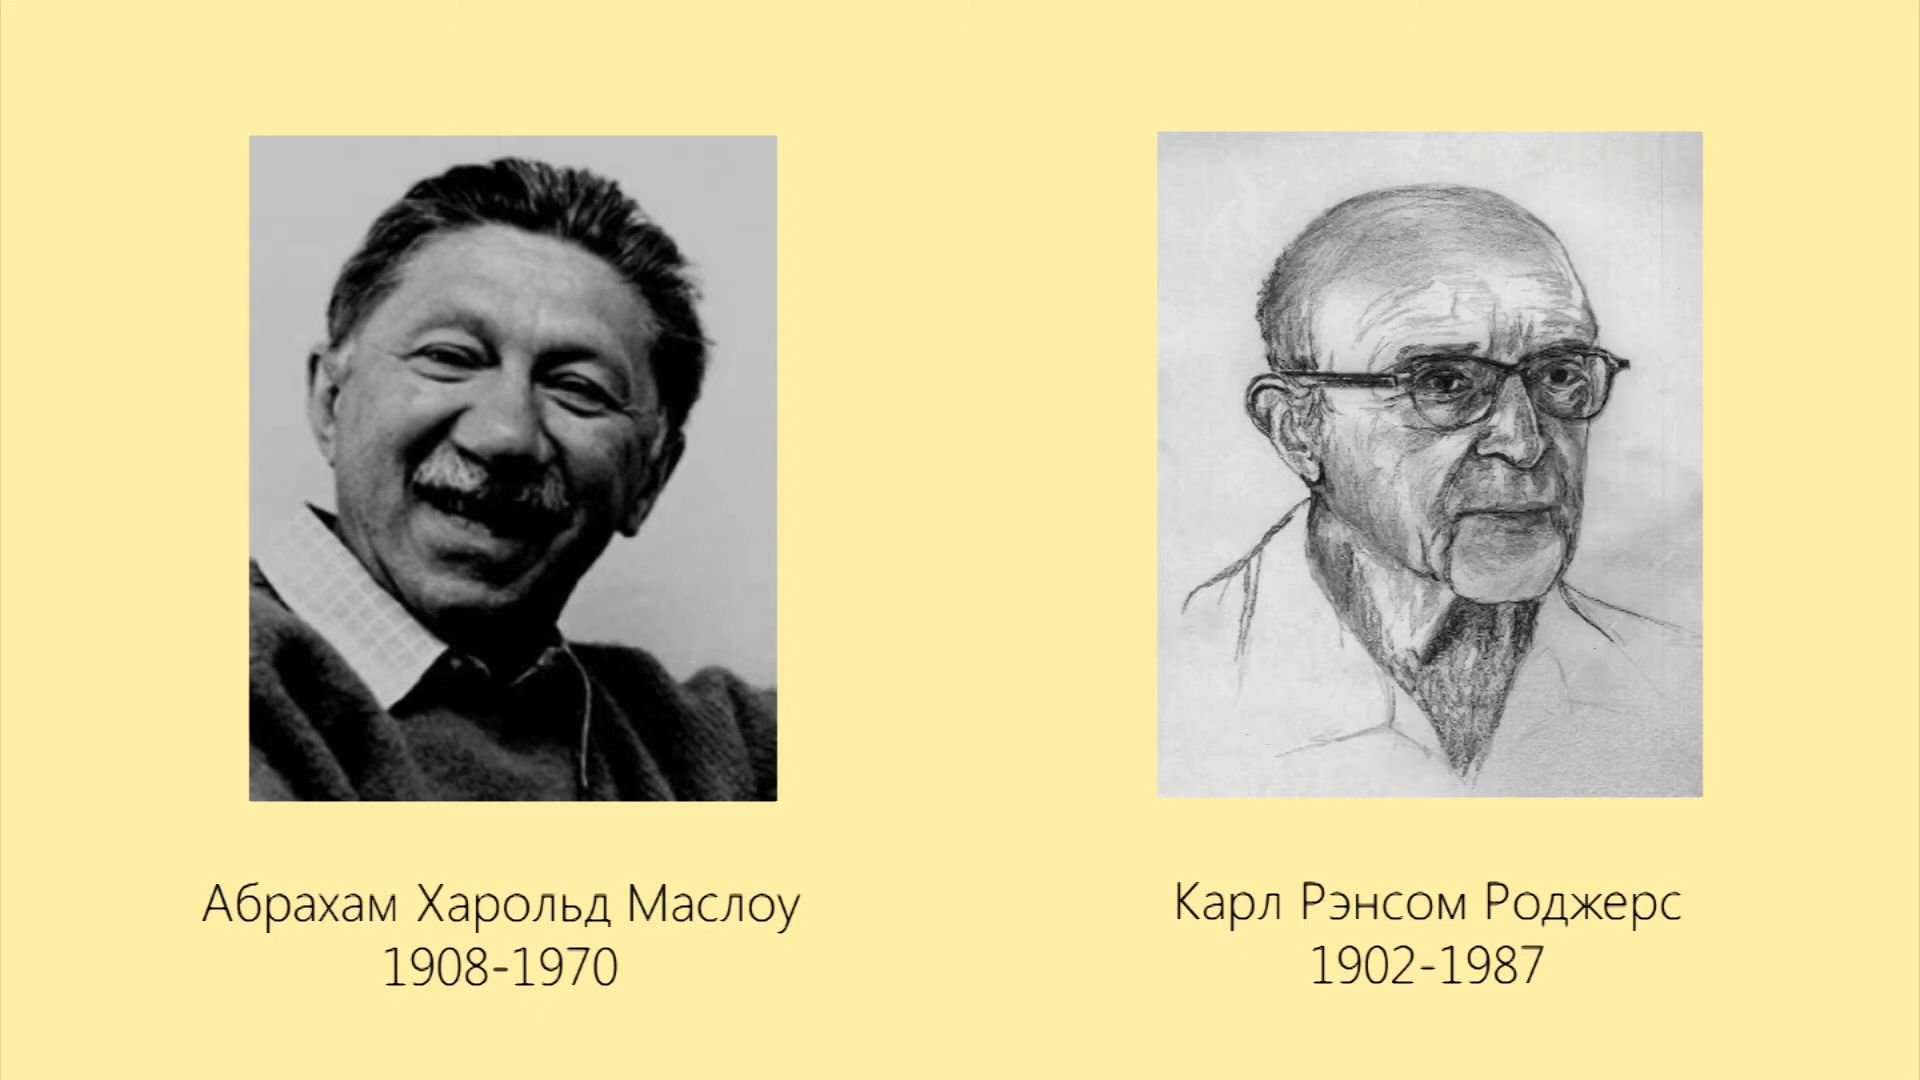 Абрахам Харольд Маслоу
1908-1970
Карл Рэнсом Роджерс
1902-1987